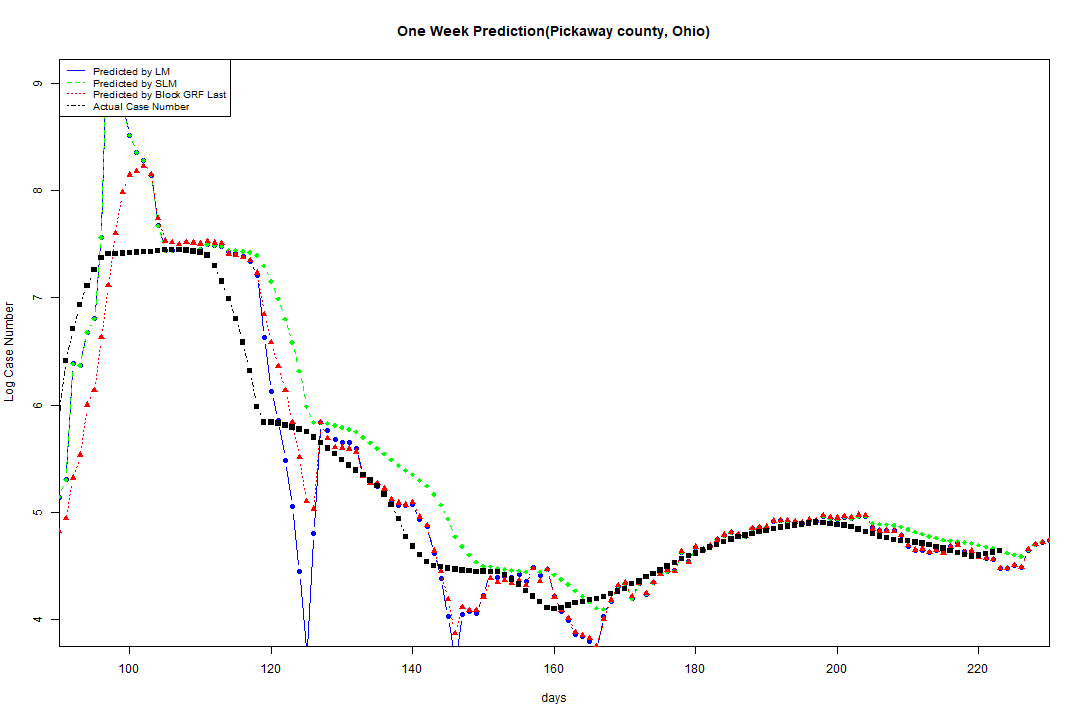 One Week Prediction(Pickaway county, Ohio)
Predicted by LM
Predicted by SLM
Predicted by Block GRF Last
Actual Case Number
9
8
7
6
5
4
Log Case Number
100 120 140 160 180 200 220
days